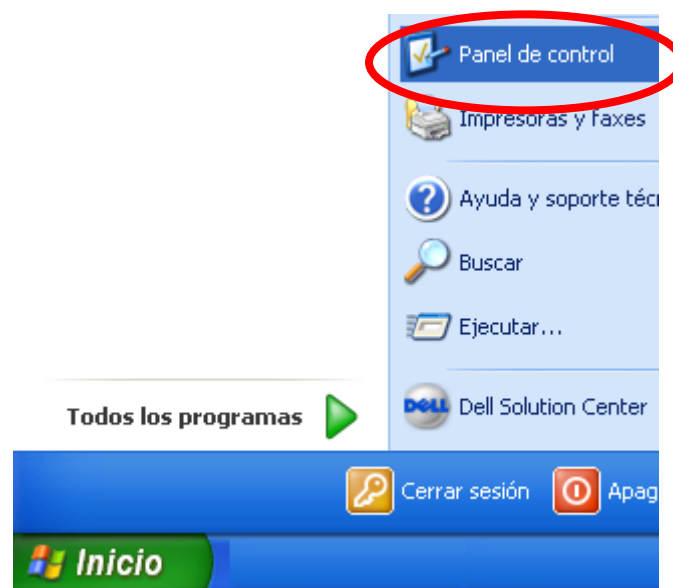 Panel de control
Impresoras y faxes
Ayuda y soporte téc
Buscar
Ejecutar...
Todos los programas
DELL Dell Solution Center
Cerrar sesión Apag
Inicio